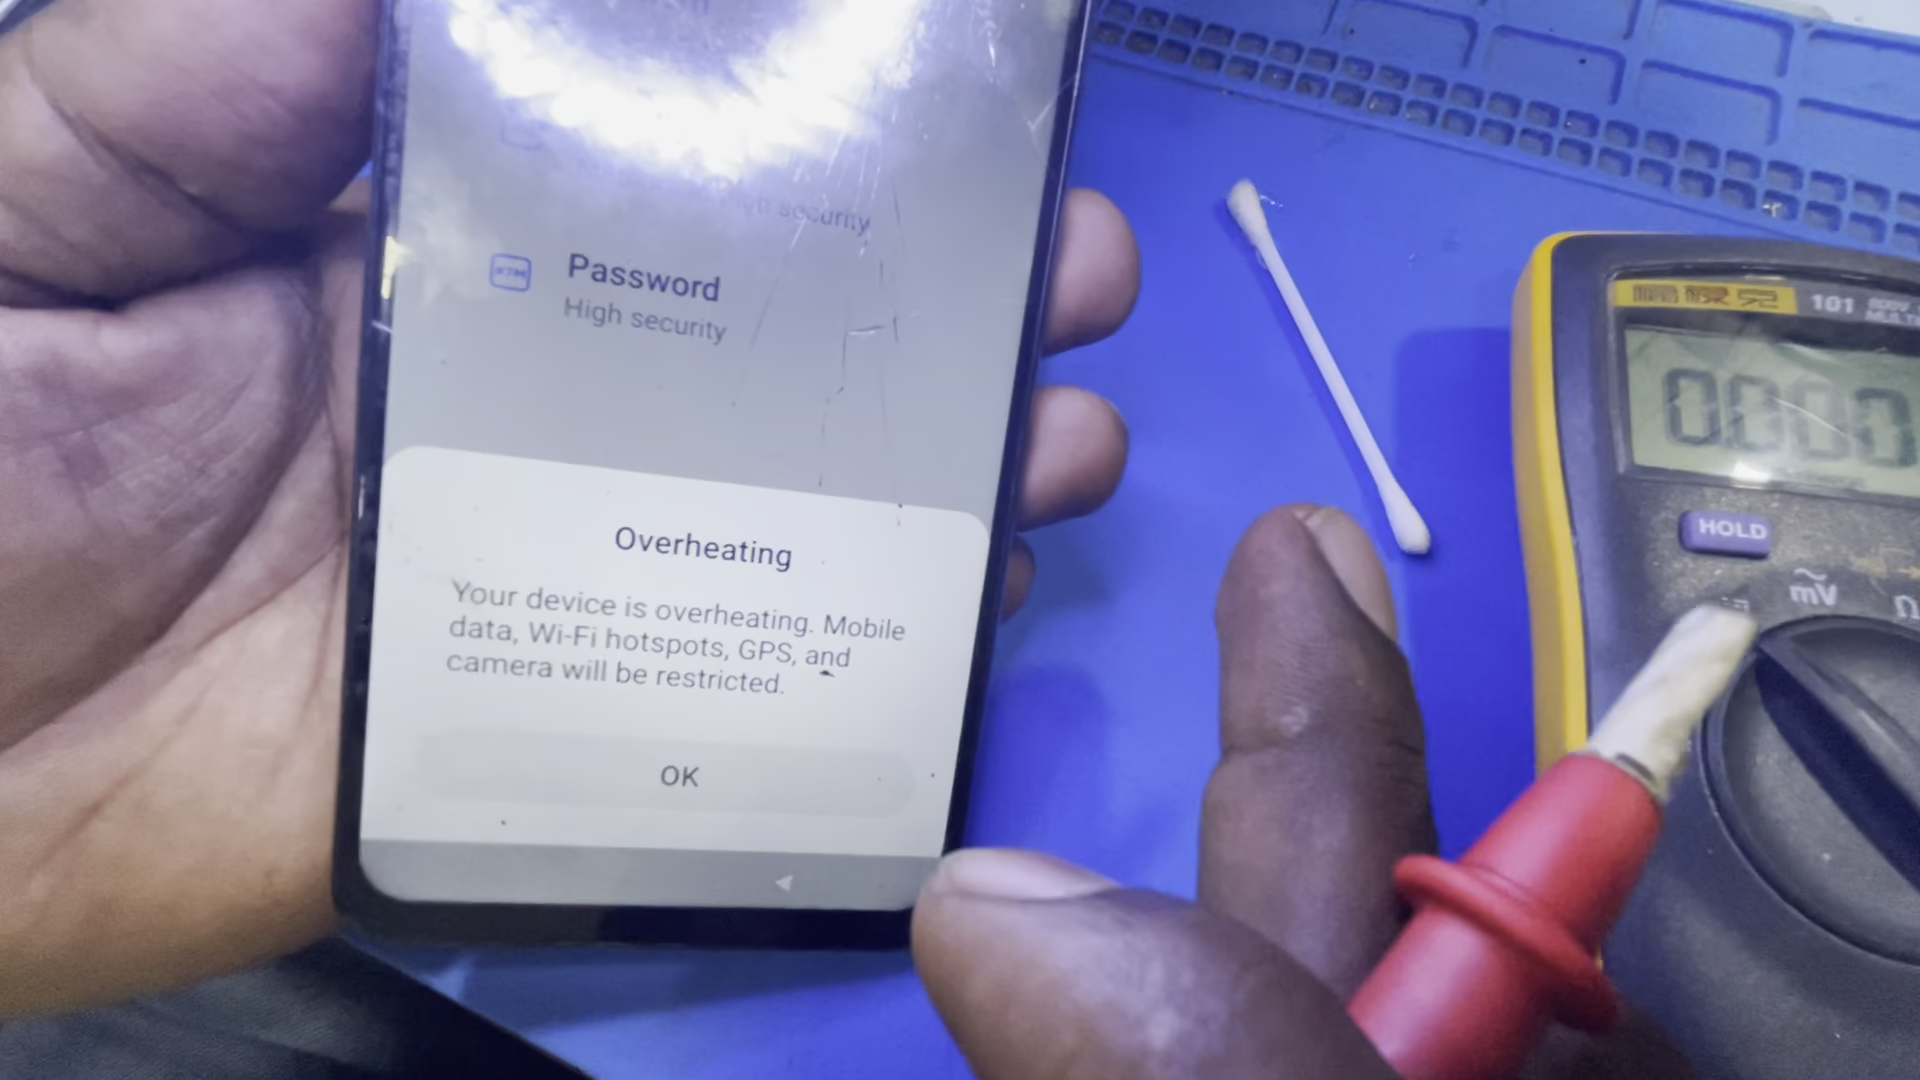 High security
Password
High security
Overheating
Your device is overheating. Mobile
data, Wi-Fi hotspots, GPS, and
camera will be restricted.
OK
101
0.000
HOLD
mV
Ω